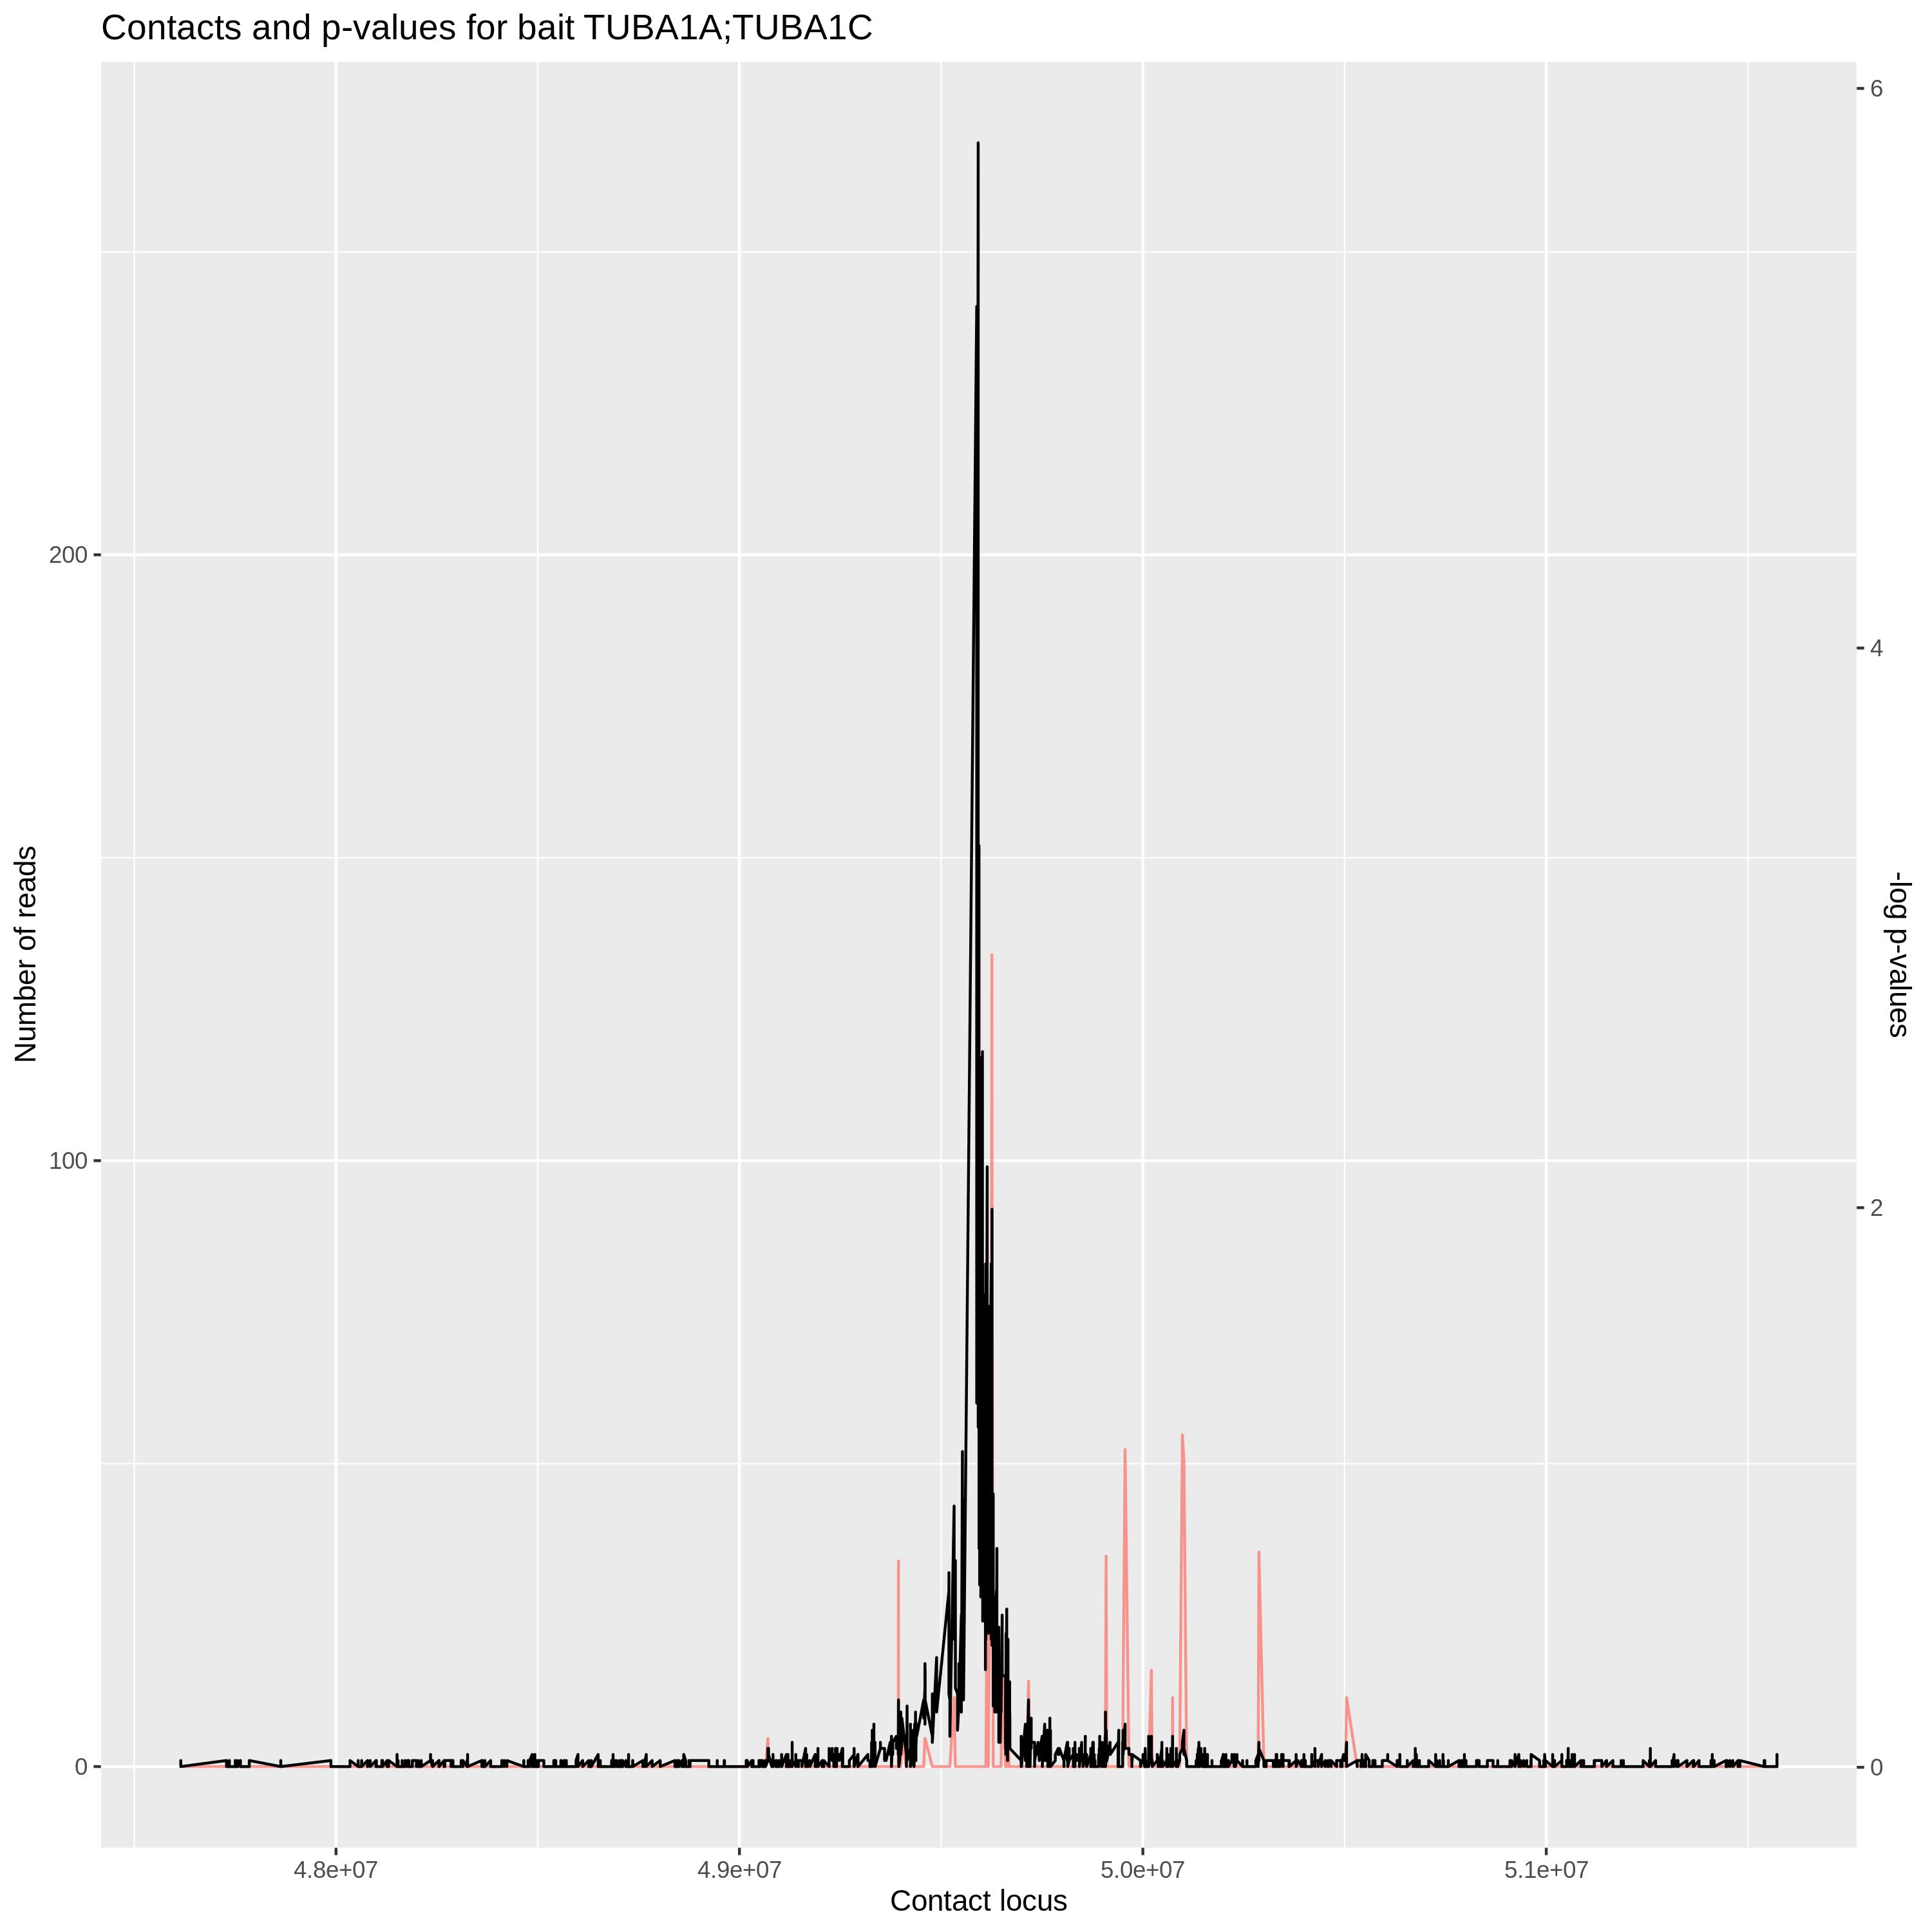 Contacts and p-values for bait TUBA1A;TUBA1C
6
200
4
Number of reads
-log p-values
100
2
0
0
4.8e+07
4.9e+07
5.0e+07
5.1e+07
Contact locus